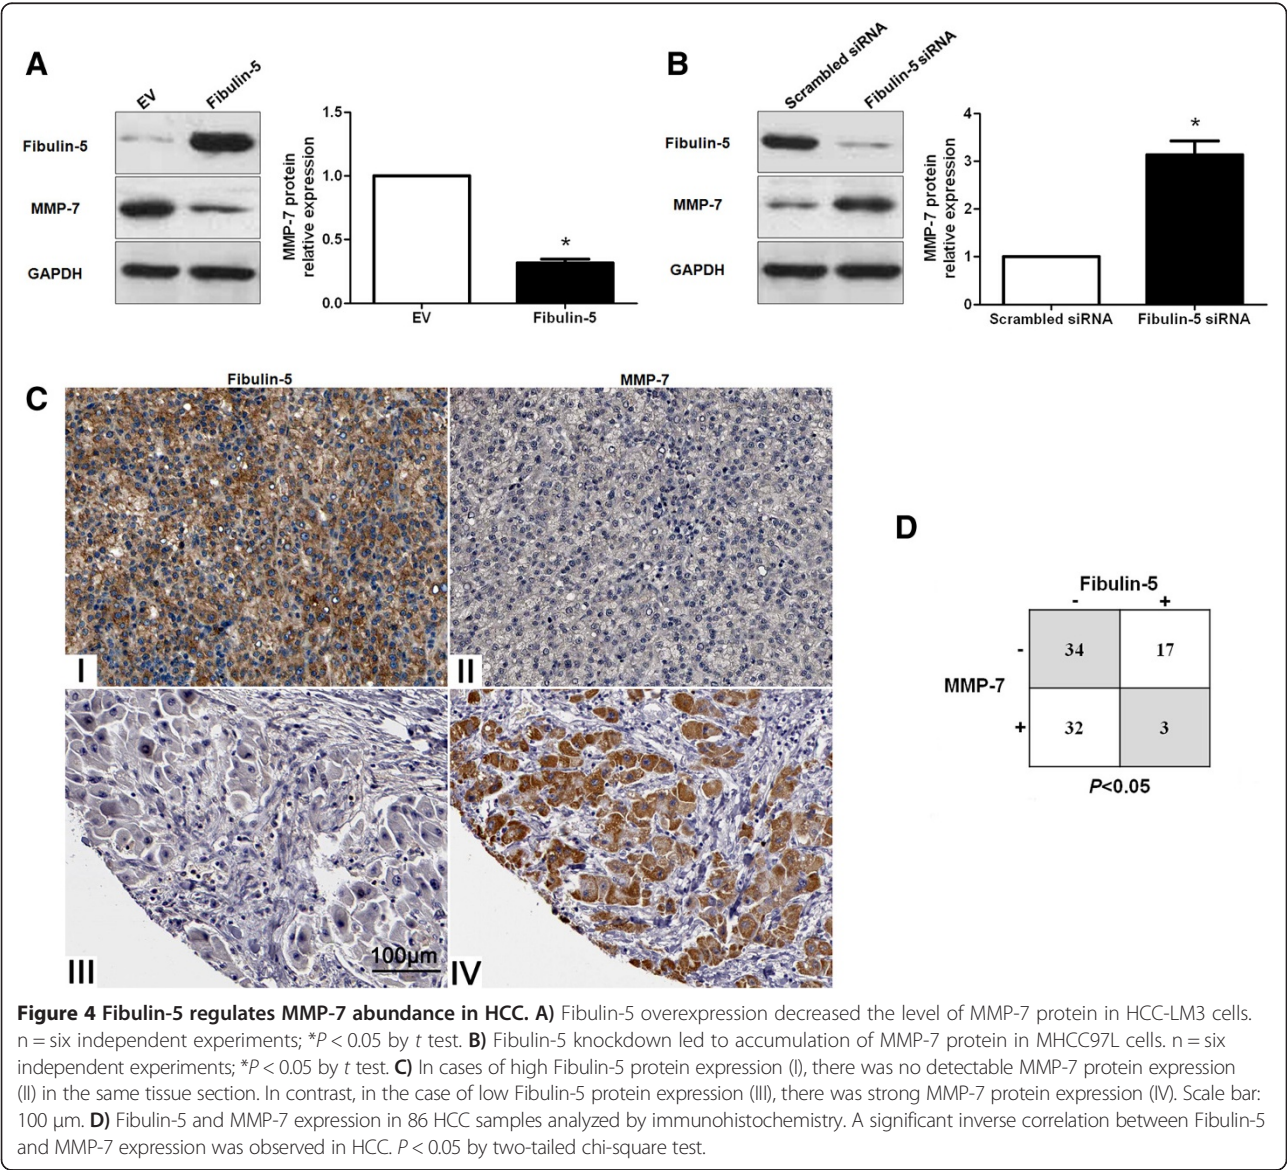 A
EV
Fibulin-5
Fibulin-5
MMP-7
GAPDH
MMP-7 protein
relative expression
1.5
1.0
0.5
0.0
*
EV
Fibulin-5
B
Scrambled siRNA
Fibulin-5 siRNA
Fibulin-5
MMP-7
GAPDH
MMP-7 protein
relative expression
4
3
2
1
0
*
Scrambled siRNA
Fibulin-5 siRNA
C
Fibulin-5
MMP-7
I
II
III
100μm
IV
D
Fibulin-5
- +
MMP-7
- 34 17
+ 32 3
P<0.05
Figure 4 Fibulin-5 regulates MMP-7 abundance in HCC. A) Fibulin-5 overexpression decreased the level of MMP-7 protein in HCC-LM3 cells.
n = six independent experiments; *P < 0.05 by t test. B) Fibulin-5 knockdown led to accumulation of MMP-7 protein in MHCC97L cells. n = six
independent experiments; *P < 0.05 by t test. C) In cases of high Fibulin-5 protein expression (I), there was no detectable MMP-7 protein expression
(II) in the same tissue section. In contrast, in the case of low Fibulin-5 protein expression (III), there was strong MMP-7 protein expression (IV). Scale bar:
100 μm. D) Fibulin-5 and MMP-7 expression in 86 HCC samples analyzed by immunohistochemistry. A significant inverse correlation between Fibulin-5
and MMP-7 expression was observed in HCC. P < 0.05 by two-tailed chi-square test.